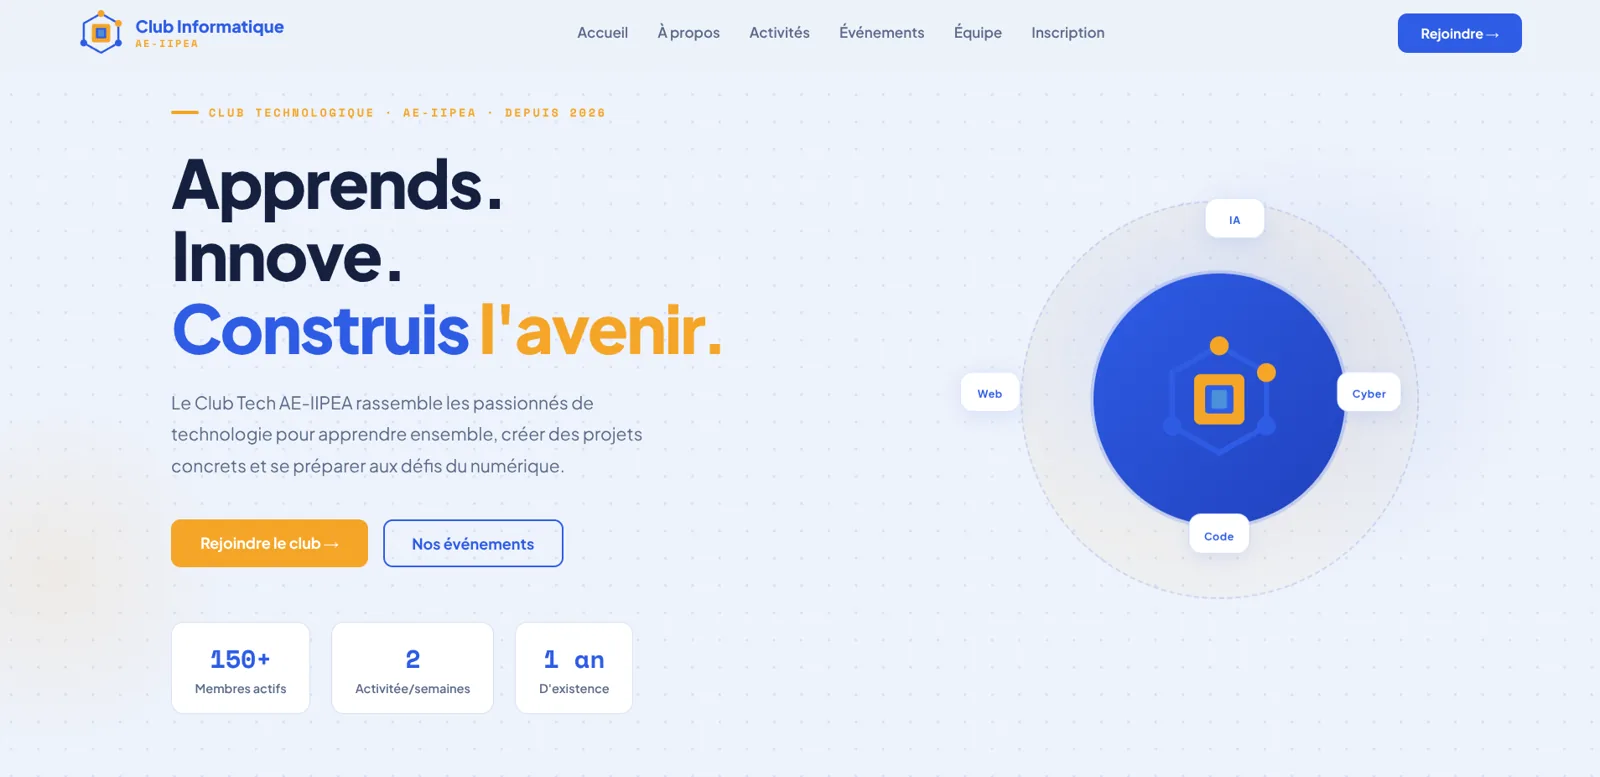 Club Informatique
AE-IIPEA
Accueil
À propos
Activités
Événements
Équipe
Inscription
Rejoindre →
CLUB TECHNOLOGIQUE · AE-IIPEA · DEPUIS 2026
Apprends.
Innove.
Construis l'avenir.
Le Club Tech AE-IIPEA rassemble les passionnés de
technologie pour apprendre ensemble, créer des projets
concrets et se préparer aux défis du numérique.
Rejoindre le club →
Nos événements
150+
Membres actifs
2
Activitée/semaines
1 an
D'existence
IA
Web
Cyber
Code